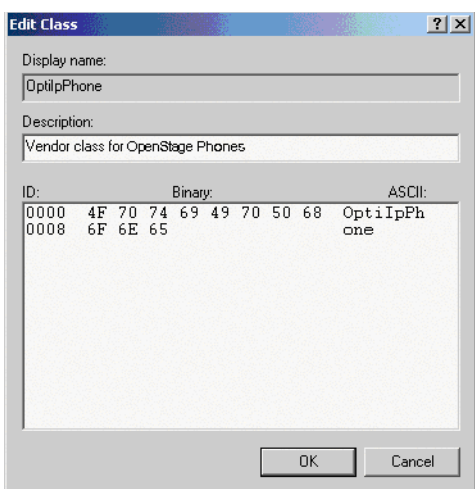 Edit Class
? ×
Display name:
OptiIpPhone
Description:
Vendor class for OpenStage Phones
ID: Binary: ASCII:
0000 4F 70 74 69 49 70 50 68 OptiIpPh
0008 6F 6E 65 one
OK Cancel